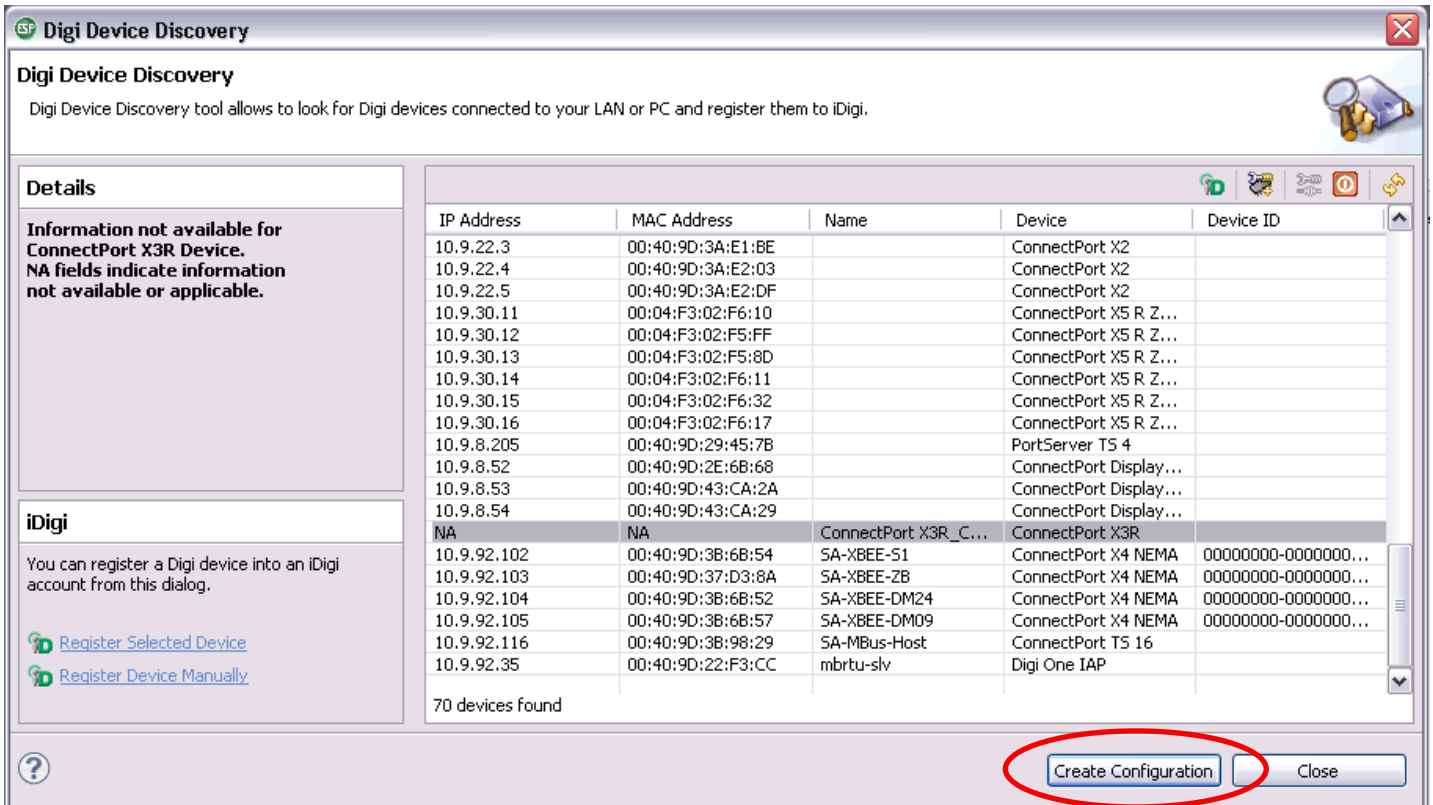 ESP Digi Device Discovery
Digi Device Discovery
Digi Device Discovery tool allows to look for Digi devices connected to your LAN or PC and register them to iDigi.
Details
Information not available for
ConnectPort X3R Device.
NA fields indicate information
not available or applicable.
iDigi
You can register a Digi device into an iDigi
account from this dialog.
Register Selected Device
Register Device Manually
IP Address MAC Address Name Device Device ID
10.9.22.3 00:40:9D:3A:E1:BE ConnectPort X2
10.9.22.4 00:40:9D:3A:E2:03 ConnectPort X2
10.9.22.5 00:40:9D:3A:E2:DF ConnectPort X2
10.9.30.11 00:04:F3:02:F6:10 ConnectPort X5 R Z...
10.9.30.12 00:04:F3:02:F5:FF ConnectPort X5 R Z...
10.9.30.13 00:04:F3:02:F5:8D ConnectPort X5 R Z...
10.9.30.14 00:04:F3:02:F6:11 ConnectPort X5 R Z...
10.9.30.15 00:04:F3:02:F6:32 ConnectPort X5 R Z...
10.9.30.16 00:04:F3:02:F6:17 ConnectPort X5 R Z...
10.9.8.205 00:40:9D:29:45:7B PortServer TS 4
10.9.8.52 00:40:9D:2E:6B:68 ConnectPort Display...
10.9.8.53 00:40:9D:43:CA:2A ConnectPort Display...
10.9.8.54 00:40:9D:43:CA:29 ConnectPort Display...
NA NA ConnectPort X3R_C... ConnectPort X3R
10.9.92.102 00:40:9D:3B:6B:54 SA-XBEE-S1 ConnectPort X4 NEMA 00000000-0000000...
10.9.92.103 00:40:9D:37:D3:8A SA-XBEE-ZB ConnectPort X4 NEMA 00000000-0000000...
10.9.92.104 00:40:9D:3B:6B:52 SA-XBEE-DM24 ConnectPort X4 NEMA 00000000-0000000...
10.9.92.105 00:40:9D:3B:6B:57 SA-XBEE-DM09 ConnectPort X4 NEMA 00000000-0000000...
10.9.92.116 00:40:9D:3B:98:29 SA-MBus-Host ConnectPort TS 16
10.9.92.35 00:40:9D:22:F3:CC mbrtu-slv Digi One IAP
70 devices found
Create Configuration Close